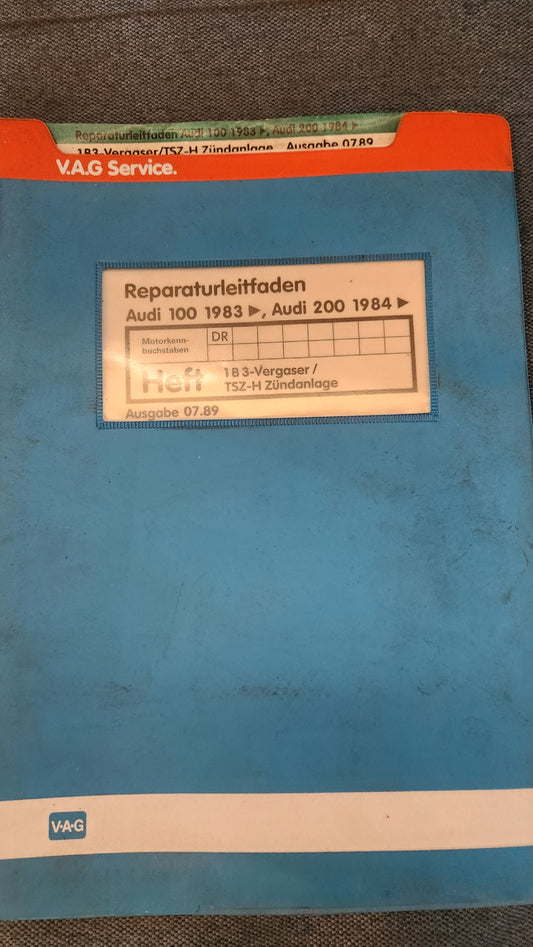 Reparaturleitfaden Audi 100 1983 ►, Audi 200 1984 ►
1B3-Vergaser/TSZ-H Zündanlage Ausgabe 07.89
V.A.G Service.
Reparaturleitfaden
Audi 100 1983 ►, Audi 200 1984 ►
Motorkenn-
buchstaben
DR
Heft
1B3-Vergaser/
TSZ-H Zündanlage
Ausgabe 07.89
V·A·G